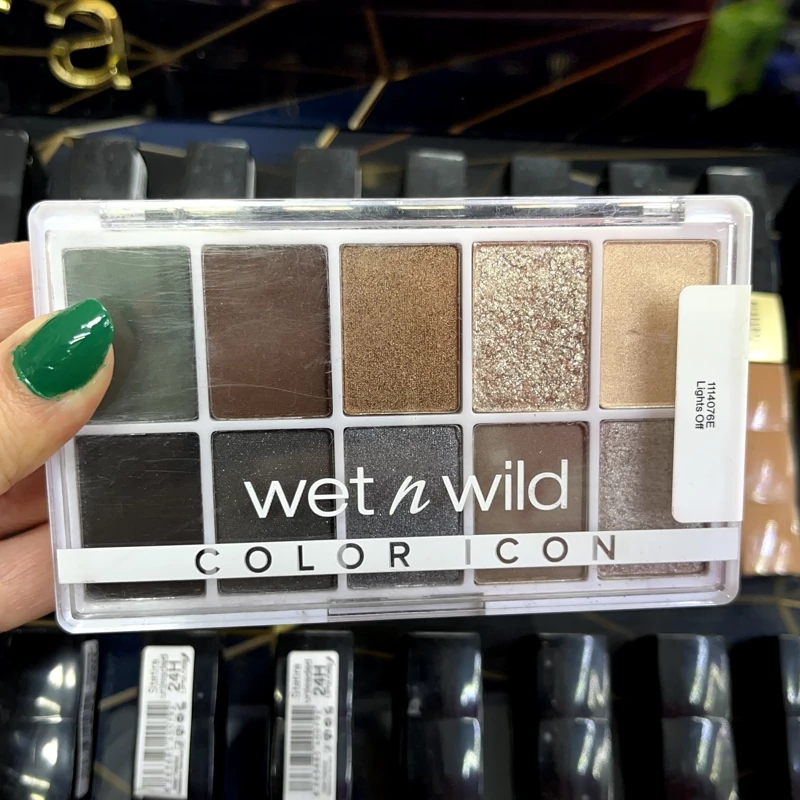 a
1114076E
Lights Off
wet n wild
COLOR ICON
24H
24H